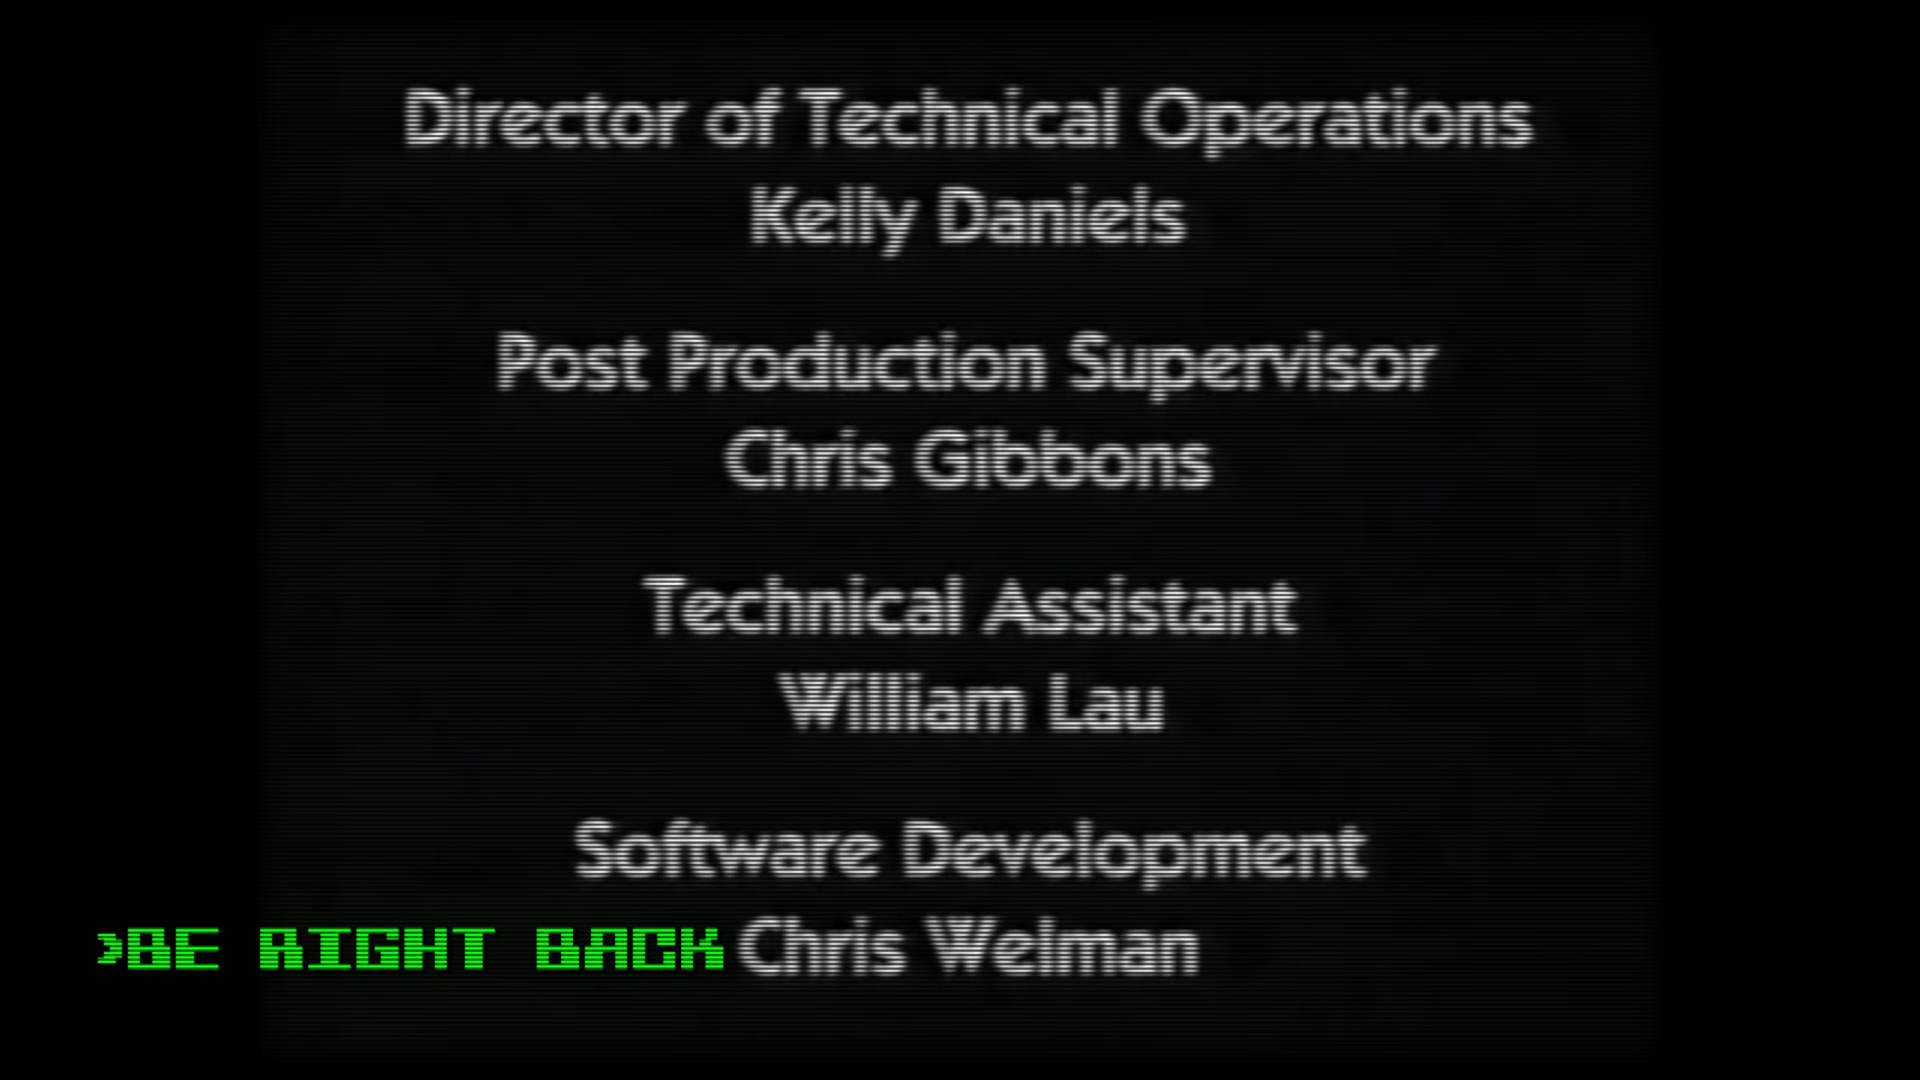 Director of Technical Operations
Kelly Daniels
Post Production Supervisor
Chris Gibbons
Technical Assistant
William Lau
Software Development
Chris Welman
>BE RIGHT BACK